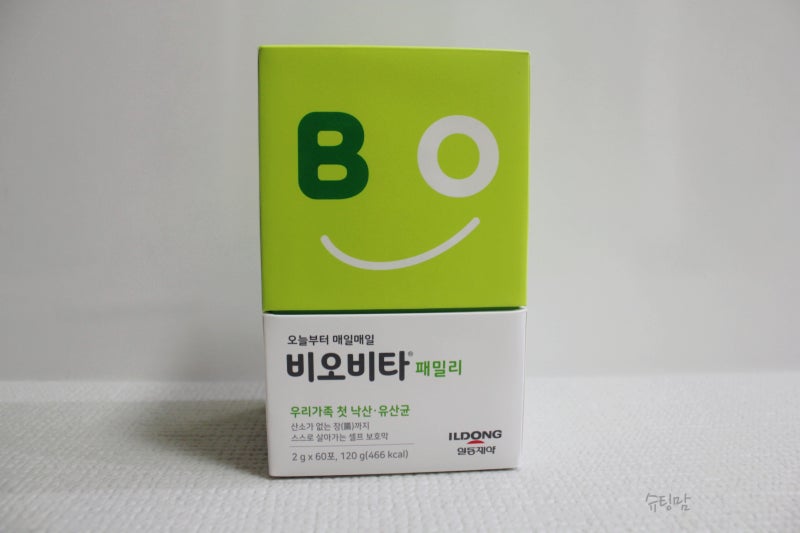 B O
오늘부터 매일매일
비오비타® 패밀리
우리가족 첫 낙산·유산균
산소가 없는 장(腸)까지
스스로 살아가는 셀프 보호막
2 g x 60포, 120 g(466 kcal)
ILDONG
일동제약
슈팅맘